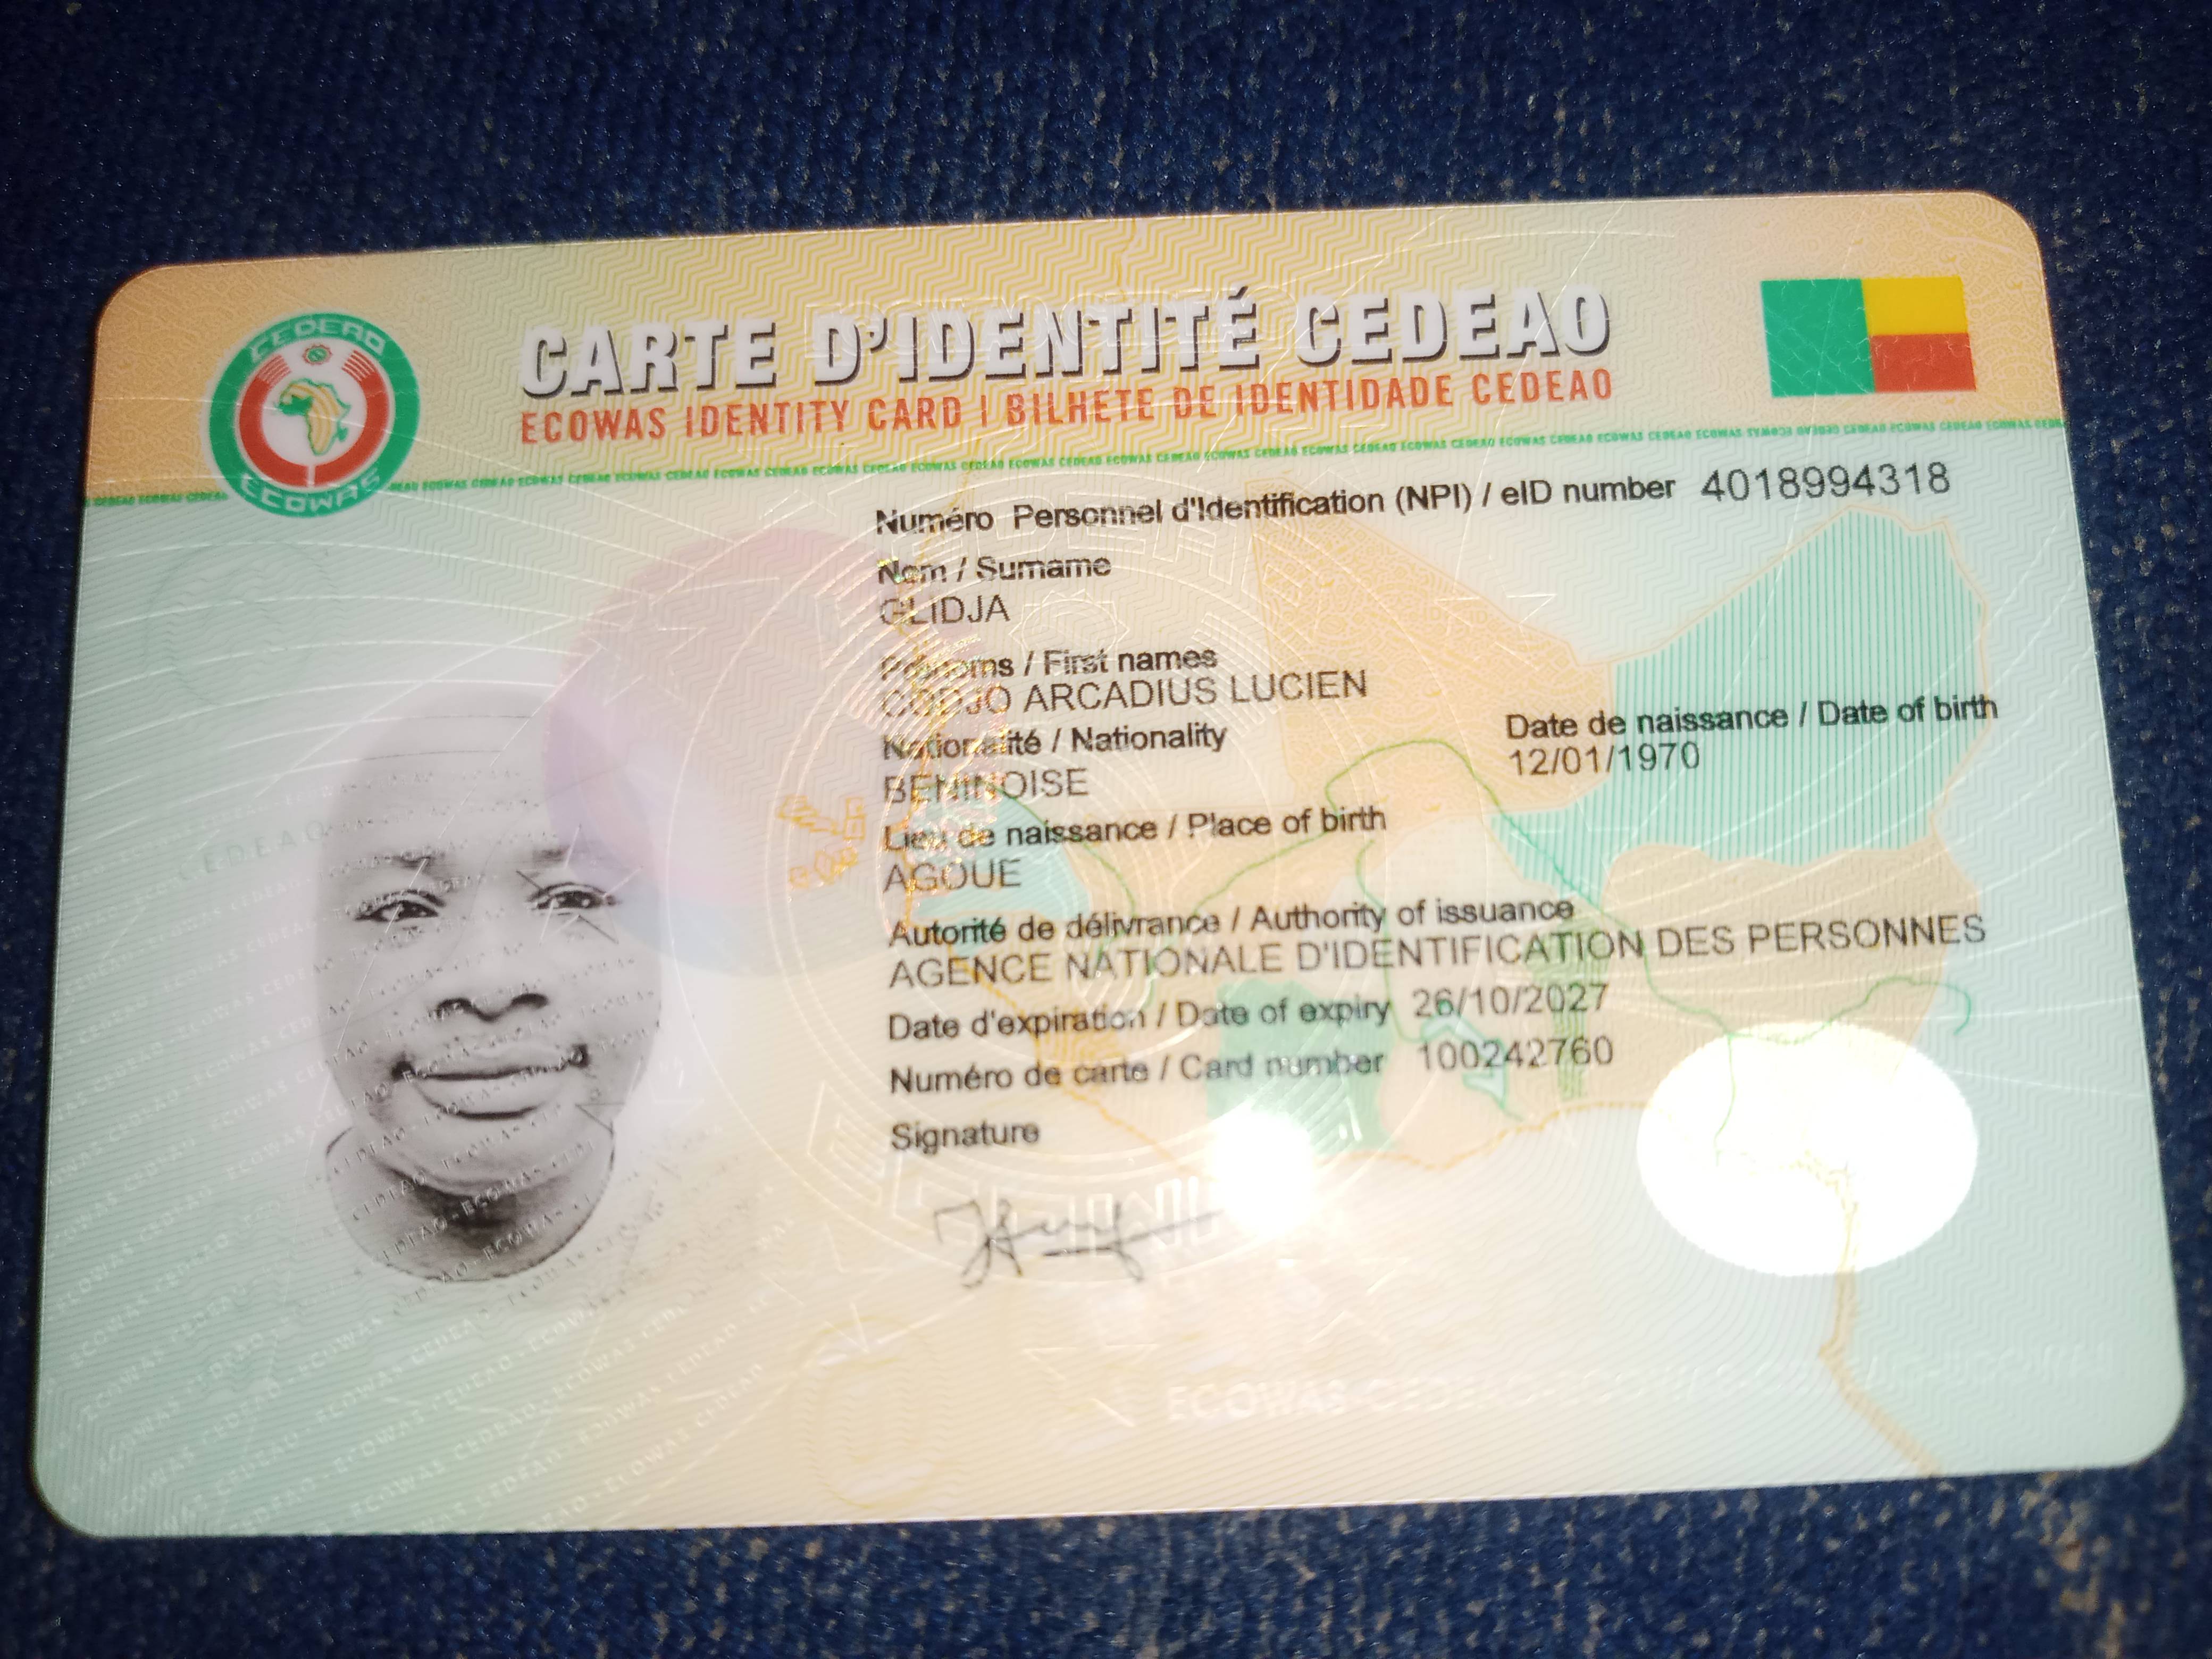 CEDEAO
ECOWAS
CARTE D'IDENTITÉ CEDEAO
ECOWAS IDENTITY CARD | BILHETE DE IDENTIDADE CEDEAO
Numéro Personnel d'Identification (NPI) / eID number 4018994318
Nom / Surname
GLIDJA
Prénoms / First names
CODJO ARCADIUS LUCIEN
Nationalité / Nationality
BENINOISE
Date de naissance / Date of birth
12/01/1970
Lieu de naissance / Place of birth
AGOUE
Autorité de délivrance / Authority of issuance
AGENCE NATIONALE D'IDENTIFICATION DES PERSONNES
Date d'expiration / Date of expiry 26/10/2027
Numéro de carte / Card number 100242760
Signature
ECOWAS-CEDEAO-